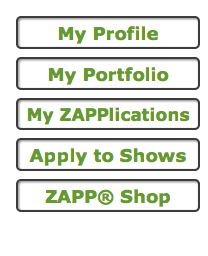 My Profile
My Portfolio
My ZAPPlications
Apply to Shows
ZAPP® Shop